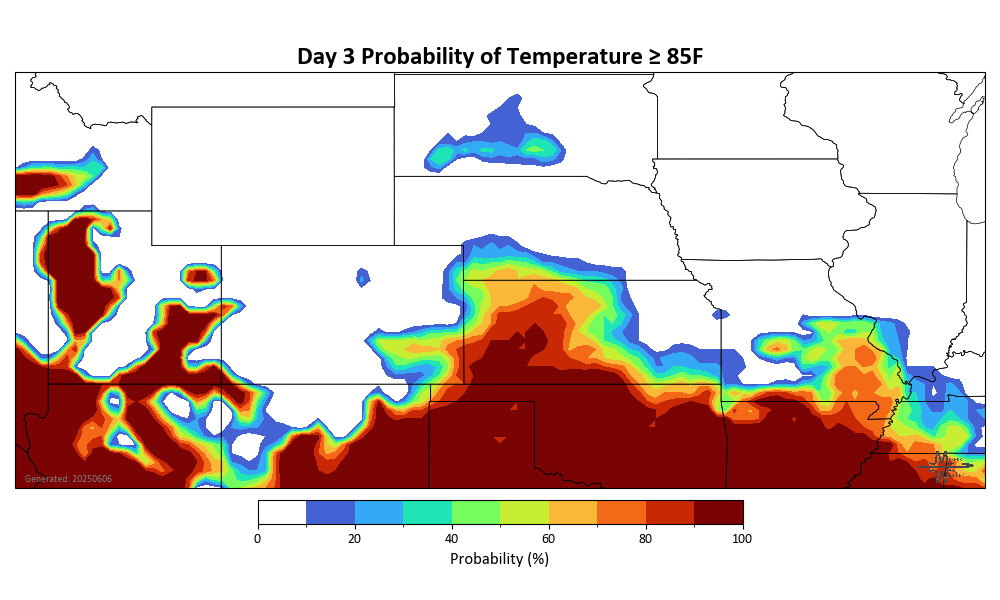 Day 3 Probability of Temperature ≥ 85F
Generated: 20250606
0 20 40 60 80 100
Probability (%)